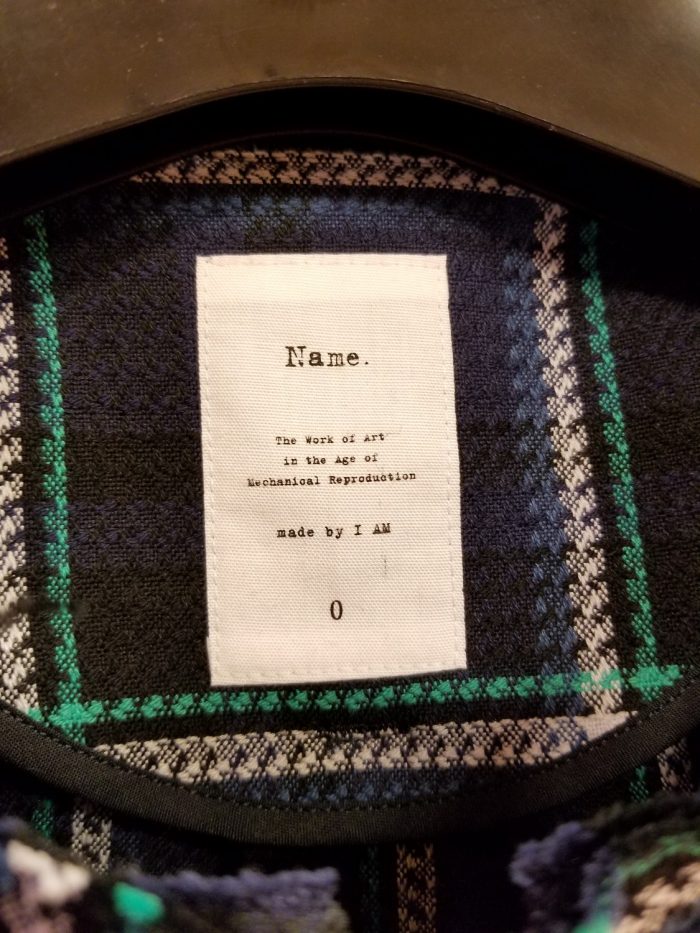 Name.
The Work of Art
in the Age of
Mechanical Reproduction
made by I AM
0